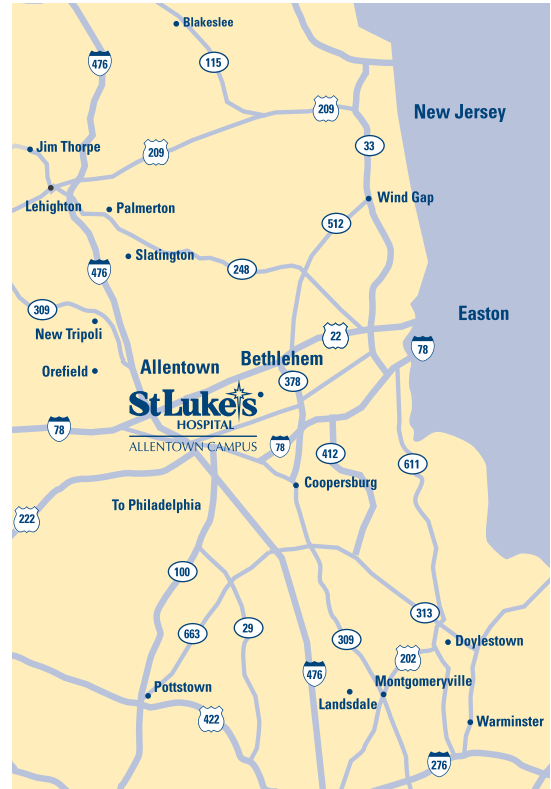 Blakeslee
476
115
209
New Jersey
33
Jim Thorpe
209
Lehighton
Palmerton
Wind Gap
512
Slatington
476
248
309
New Tripoli
22
Easton
78
Orefield
Allentown
Bethlehem
378
St Luke's
HOSPITAL
ALLENTOWN CAMPUS
78
78
412
611
Coopersburg
To Philadelphia
222
100
663
29
313
309
202
Doylestown
476
Montgomeryville
Landsdale
Pottstown
422
Warminster
276